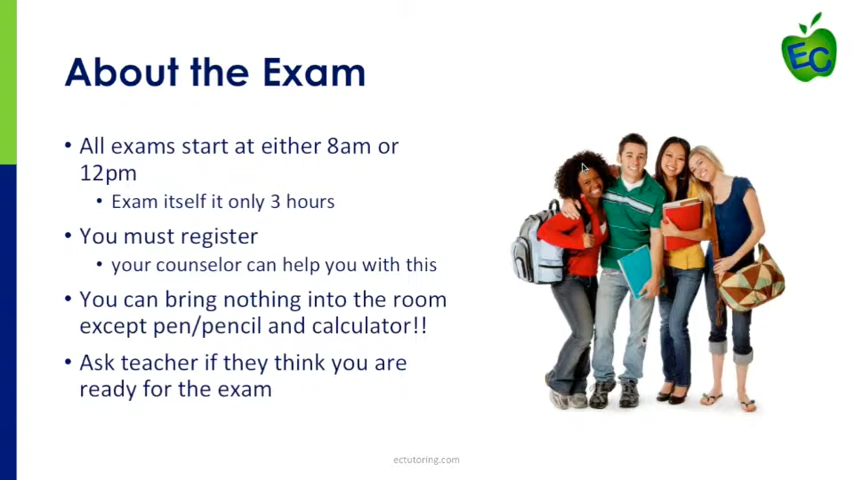 EC
About the Exam
• All exams start at either 8am or
12pm
• Exam itself it only 3 hours
• You must register
• your counselor can help you with this
• You can bring nothing into the room
except pen/pencil and calculator!!
• Ask teacher if they think you are
ready for the exam
ectutoring.com